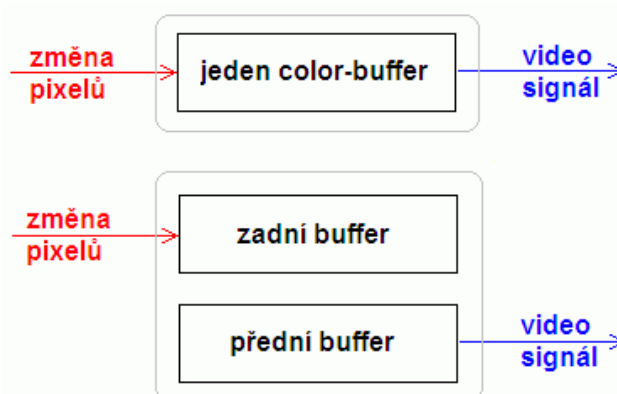 změna
pixelů
jeden color-buffer
video
signál
změna
pixelů
zadní buffer
přední buffer
video
signál